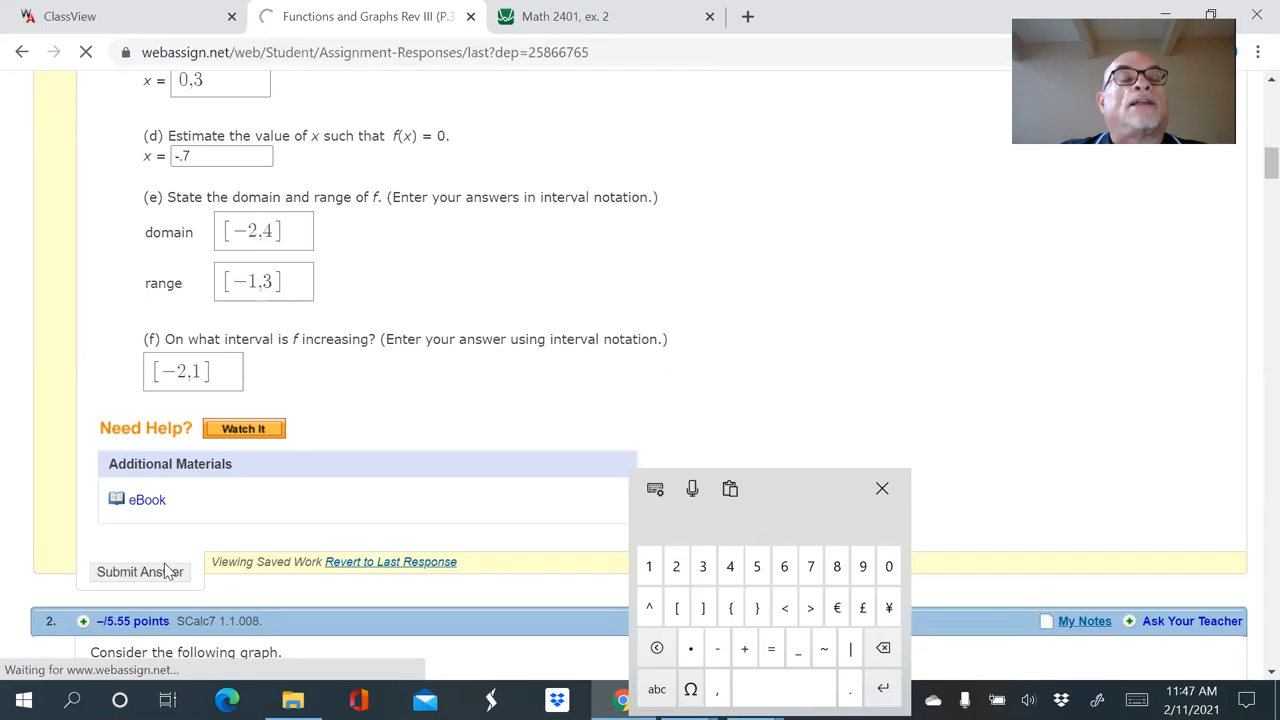 ClassView
Functions and Graphs Rev III (P.3
Math 2401, ex. 2
webassign.net/web/Student/Assignment-Responses/last?dep=25866765
x = 0,3
(d) Estimate the value of x such that f(x) = 0.
x = -.7
(e) State the domain and range of f. (Enter your answers in interval notation.)
domain [−2,4]
range [−1,3]
(f) On what interval is f increasing? (Enter your answer using interval notation.)
[−2,1]
Need Help? Watch It
Additional Materials
eBook
Submit Answer
Viewing Saved Work Revert to Last Response
2. –/5.55 points SCalc7 1.1.008. My Notes Ask Your Teacher
Consider the following graph.
Waiting for www.webassign.net...
1 2 3 4 5 6 7 8 9 0
^ [ ] { } < > € £ ¥
• - + = _ ~ |
abc Ω , .
11:47 AM
2/11/2021